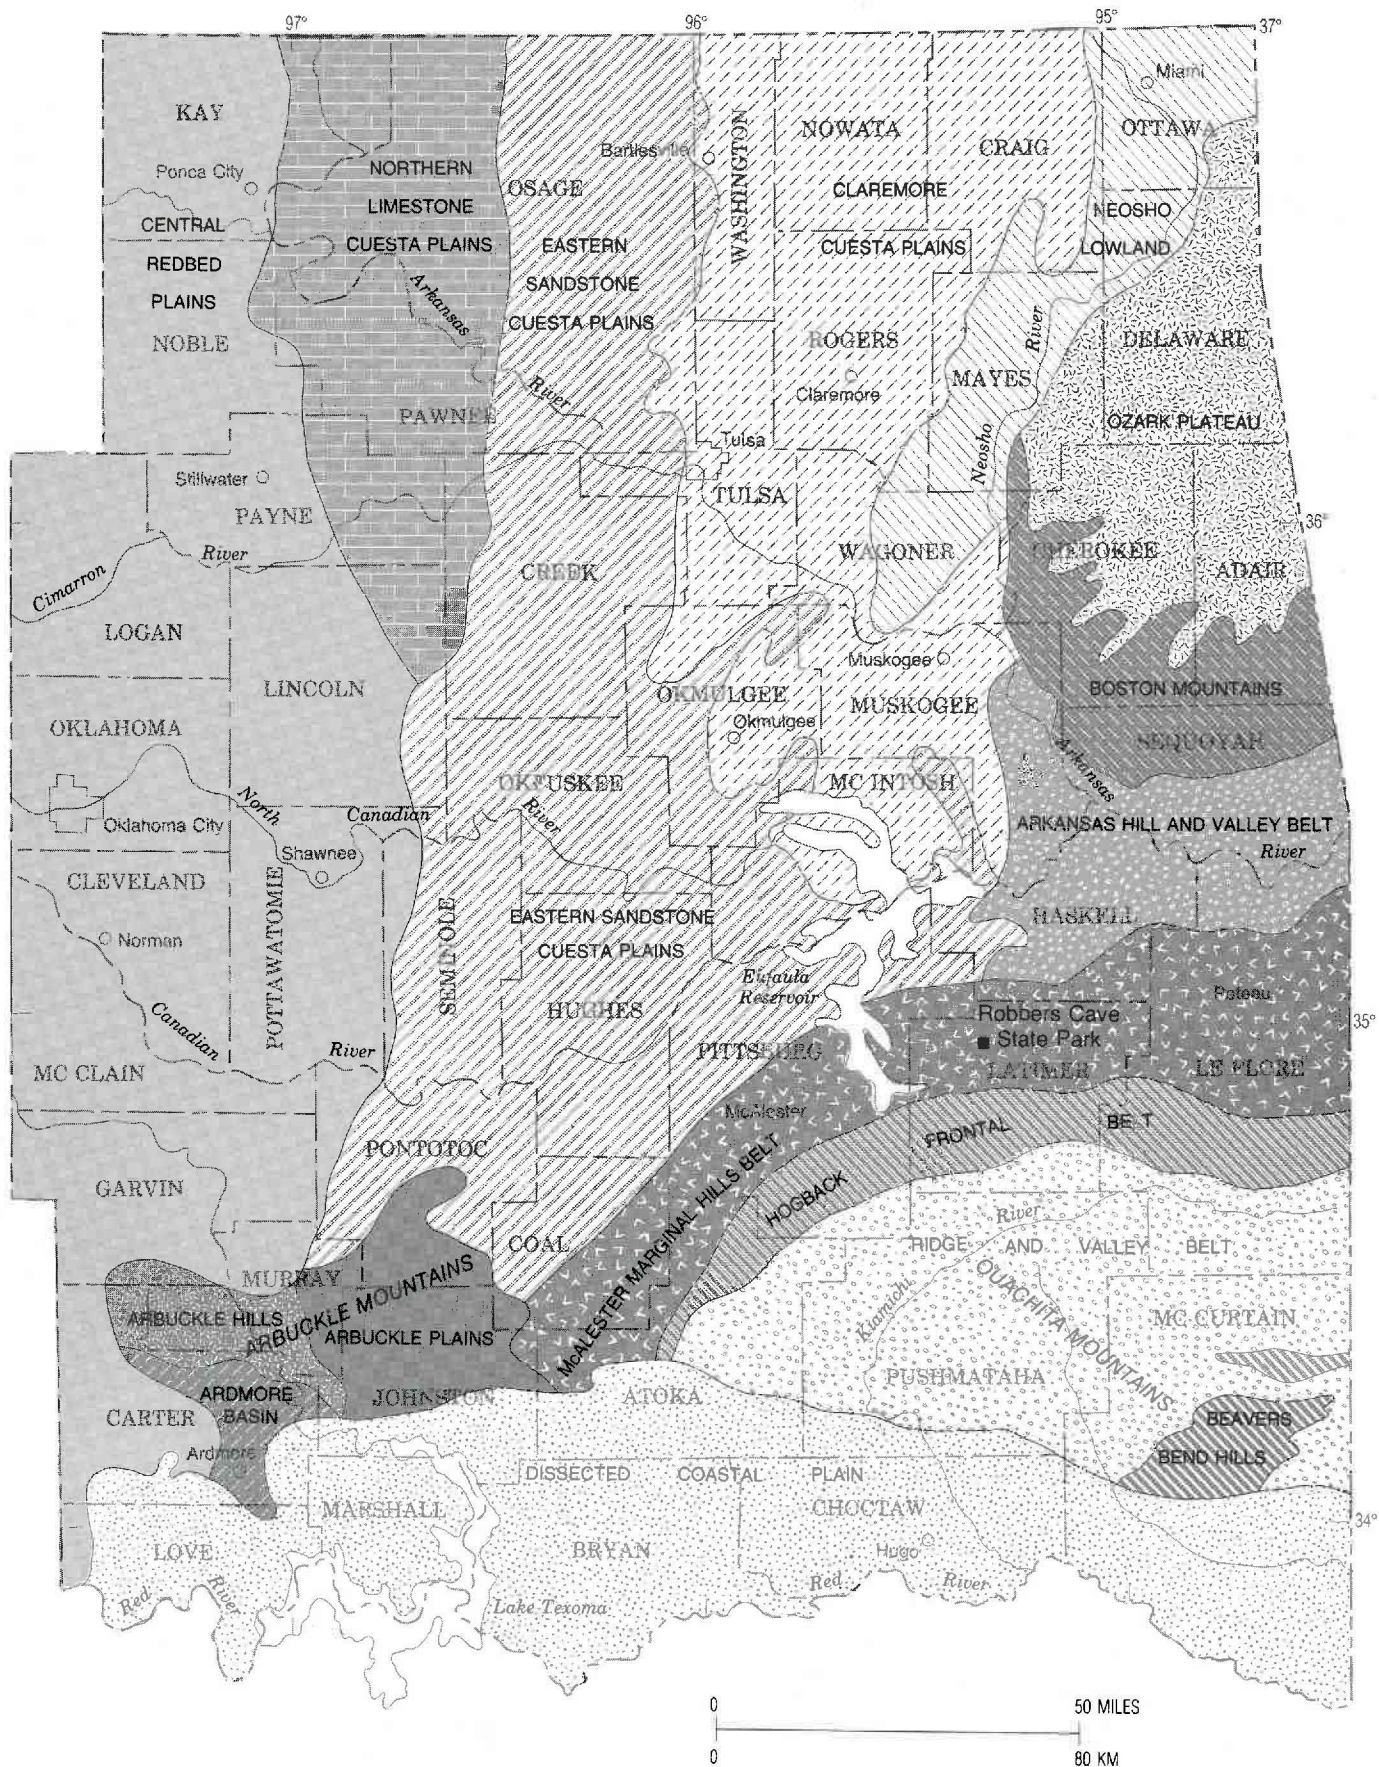 97°
96°
95°
37°
KAY
Ponca City
CENTRAL
REDBED
PLAINS
NOBLE
NORTHERN
LIMESTONE
CUESTA PLAINS
Arkansas
River
OSAGE
EASTERN
SANDSTONE
CUESTA PLAINS
PAWNEE
Bartlesville
WASHINGTON
NOWATA
CRAIG
CLAREMORE
CUESTA PLAINS
Miami
OTTAWA
NEOSHO
LOWLAND
ROGERS
Claremore
MAYES
Neosho
River
DELAWARE
OZARK PLATEAU
Stillwater
PAYNE
River
Cimarron
LOGAN
LINCOLN
CREEK
Tulsa
TULSA
WAGONER
CHEROKEE
ADAIR
36°
Muskogee
OKMULGEE
Okmulgee
MUSKOGEE
BOSTON MOUNTAINS
SEQUOYAH
OKLAHOMA
Oklahoma City
North
Canadian
River
OKFUSKEE
MC INTOSH
Arkansas
River
ARKANSAS HILL AND VALLEY BELT
Shawnee
CLEVELAND
Norman
POTTAWATOMIE
SEMINOLE
EASTERN SANDSTONE
CUESTA PLAINS
HASKELL
Eufaula
Reservoir
HUGHES
PITTSBURG
Robbers Cave
State Park
LATIMER
Poteau
LE FLORE
35°
Canadian
River
MC CLAIN
McAlester
PONTOTOC
GARVIN
FRONTAL
BELT
HOGBACK
McALESTER MARGINAL HILLS BELT
COAL
River
Kiamichi
RIDGE AND VALLEY BELT
OUACHITA MOUNTAINS
MC CURTAIN
MURRAY
ARBUCKLE HILLS
ARBUCKLE MOUNTAINS
ARBUCKLE PLAINS
ARDMORE
BASIN
CARTER
Ardmore
JOHNSTON
ATOKA
PUSHMATAHA
BEAVERS
BEND HILLS
DISSECTED COASTAL PLAIN
MARSHALL
CHOCTAW
34°
LOVE
BRYAN
Hugo
Red
River
Lake Texoma
Red
River
0
50 MILES
0
80 KM